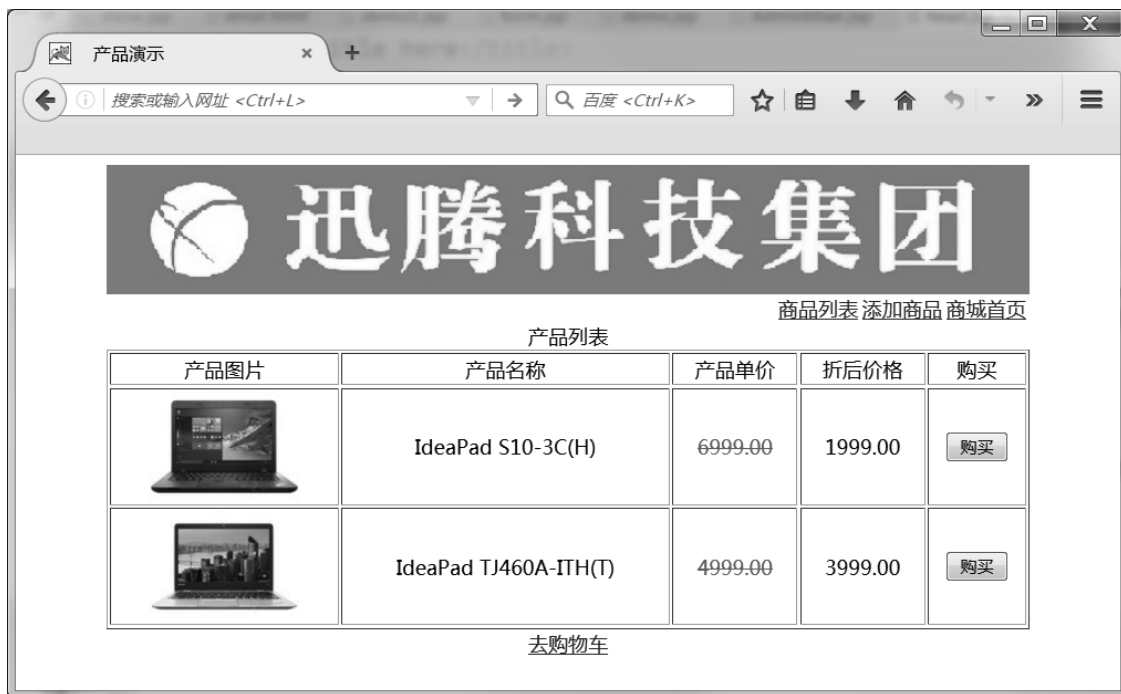 产品演示
搜索或输入网址 <Ctrl+L>
百度 <Ctrl+K>
迅腾科技集团
商品列表 添加商品 商城首页
产品列表
产品图片 产品名称 产品单价 折后价格 购买
IdeaPad S10-3C(H) 6999.00 1999.00 购买
IdeaPad TJ460A-ITH(T) 4999.00 3999.00 购买
去购物车